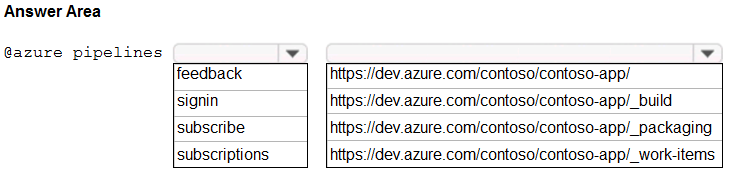 Answer Area
@azure pipelines
feedback https://dev.azure.com/contoso/contoso-app/
signin https://dev.azure.com/contoso/contoso-app/_build
subscribe https://dev.azure.com/contoso/contoso-app/_packaging
subscriptions https://dev.azure.com/contoso/contoso-app/_work-items